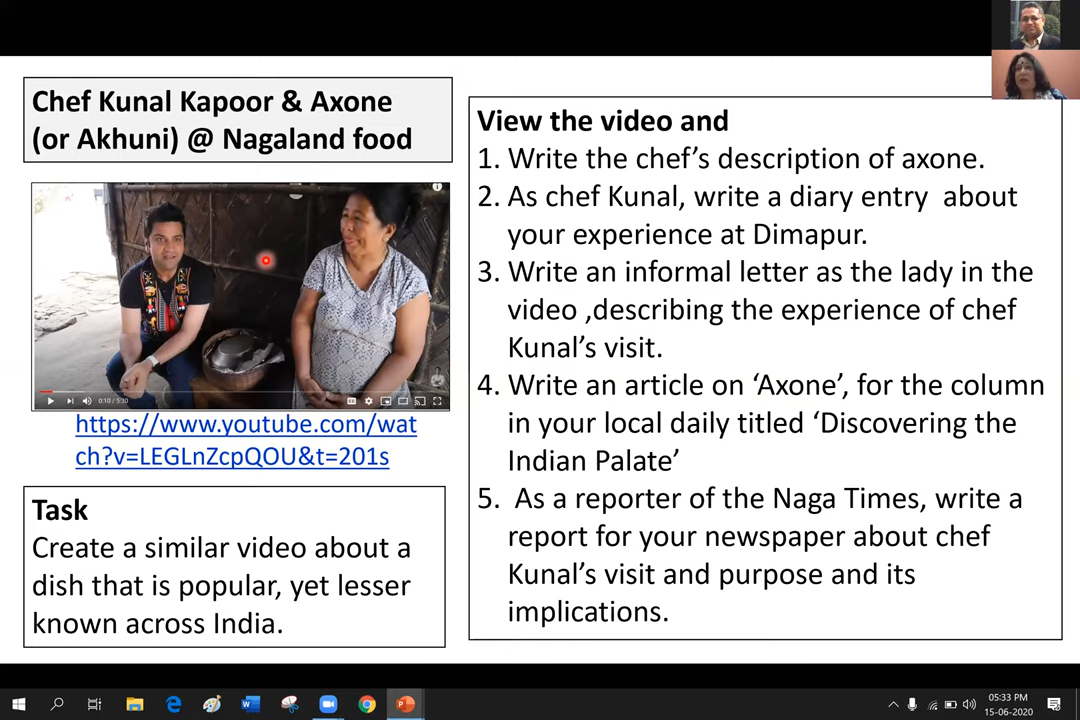 Chef Kunal Kapoor & Axone
(or Akhuni) @ Nagaland food
0:10 / 5:30
https://www.youtube.com/wat
ch?v=LEGLnZcpQOU&t=201s
Task
Create a similar video about a
dish that is popular, yet lesser
known across India.
View the video and
1. Write the chef’s description of axone.
2. As chef Kunal, write a diary entry  about
your experience at Dimapur.
3. Write an informal letter as the lady in the
video ,describing the experience of chef
Kunal’s visit.
4. Write an article on ‘Axone’, for the column
in your local daily titled ‘Discovering the
Indian Palate’
5.  As a reporter of the Naga Times, write a
report for your newspaper about chef
Kunal’s visit and purpose and its
implications.
05:33 PM
15-06-2020